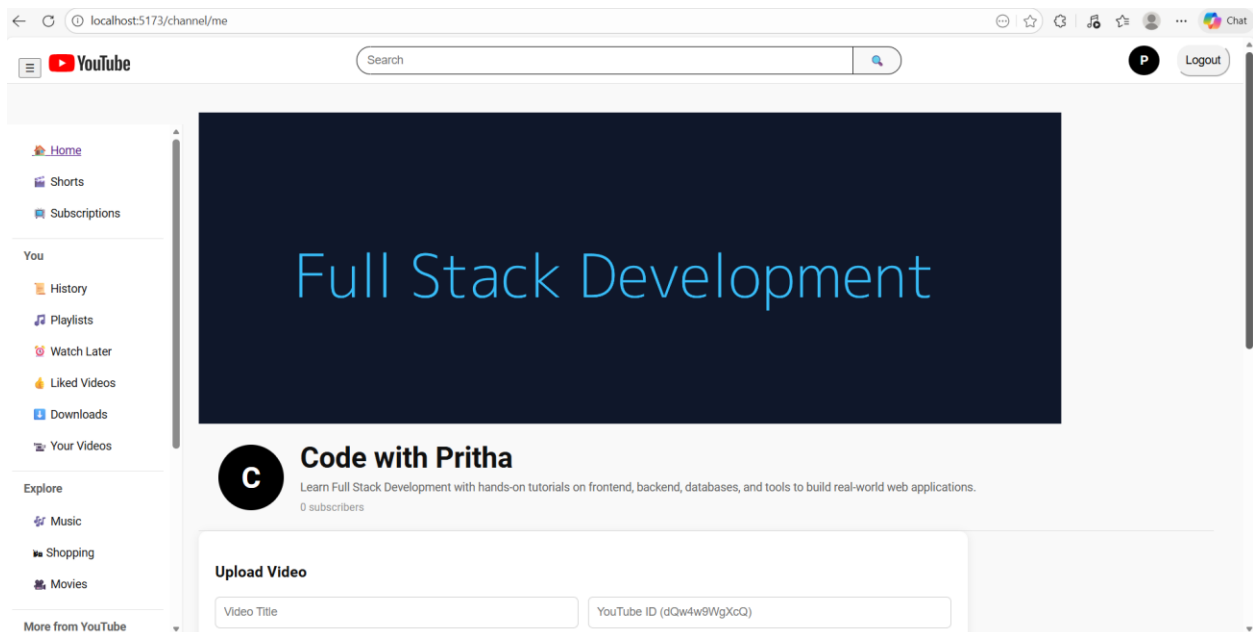 localhost:5173/channel/me
Chat
YouTube
Search
P
Logout
Home
Shorts
Subscriptions
You
History
Playlists
Watch Later
Liked Videos
Downloads
Your Videos
Explore
Music
Shopping
Movies
More from YouTube
Full Stack Development
C
Code with Pritha
Learn Full Stack Development with hands-on tutorials on frontend, backend, databases, and tools to build real-world web applications.
0 subscribers
Upload Video
Video Title
YouTube ID (dQw4w9WgXcQ)